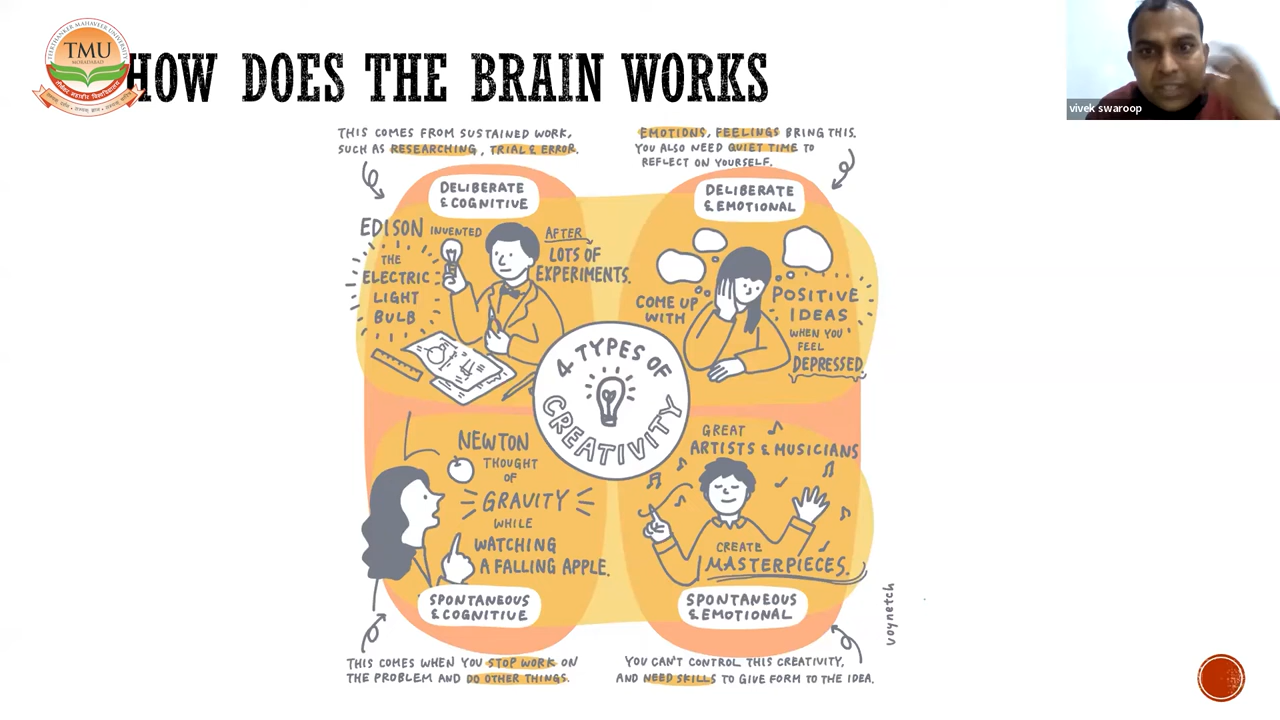 TEERTHANKER MAHAVEER UNIVERSITY
TMU
MORADABAD
HOW DOES THE BRAIN WORKS
vivek swaroop
THIS COMES FROM SUSTAINED WORK,
SUCH AS RESEARCHING, TRIAL & ERROR.
EMOTIONS, FEELINGS BRING THIS.
YOU ALSO NEED QUIET TIME TO
REFLECT ON YOURSELF.
DELIBERATE
& COGNITIVE
EDISON INVENTED
THE
ELECTRIC
LIGHT
BULB
AFTER
LOTS OF
EXPERIMENTS.
DELIBERATE
& EMOTIONAL
COME UP
WITH
POSITIVE
IDEAS
WHEN YOU
FEEL
DEPRESSED
4 TYPES OF
CREATIVITY
NEWTON
THOUGHT
OF
GRAVITY
WHILE
WATCHING
A FALLING APPLE.
SPONTANEOUS
& COGNITIVE
GREAT
ARTISTS & MUSICIANS
CREATE
MASTERPIECES.
SPONTANEOUS
& EMOTIONAL
voynetch
THIS COMES WHEN YOU STOP WORK ON
THE PROBLEM AND DO OTHER THINGS.
YOU CAN'T CONTROL THIS CREATIVITY,
AND NEED SKILLS TO GIVE FORM TO THE IDEA.